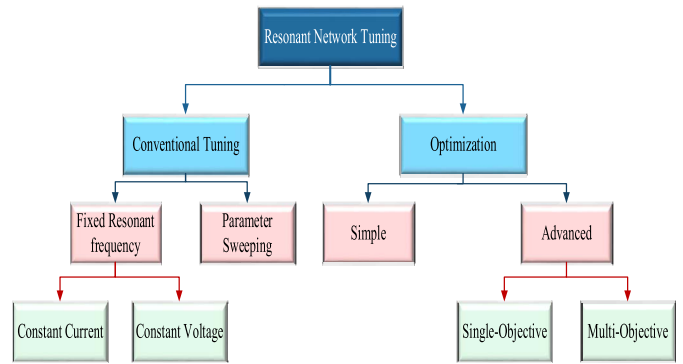 Resonant Network Tuning
Conventional Tuning
Optimization
Fixed Resonant
frequency
Parameter
Sweeping
Simple
Advanced
Constant Current
Constant Voltage
Single-Objective
Multi-Objective